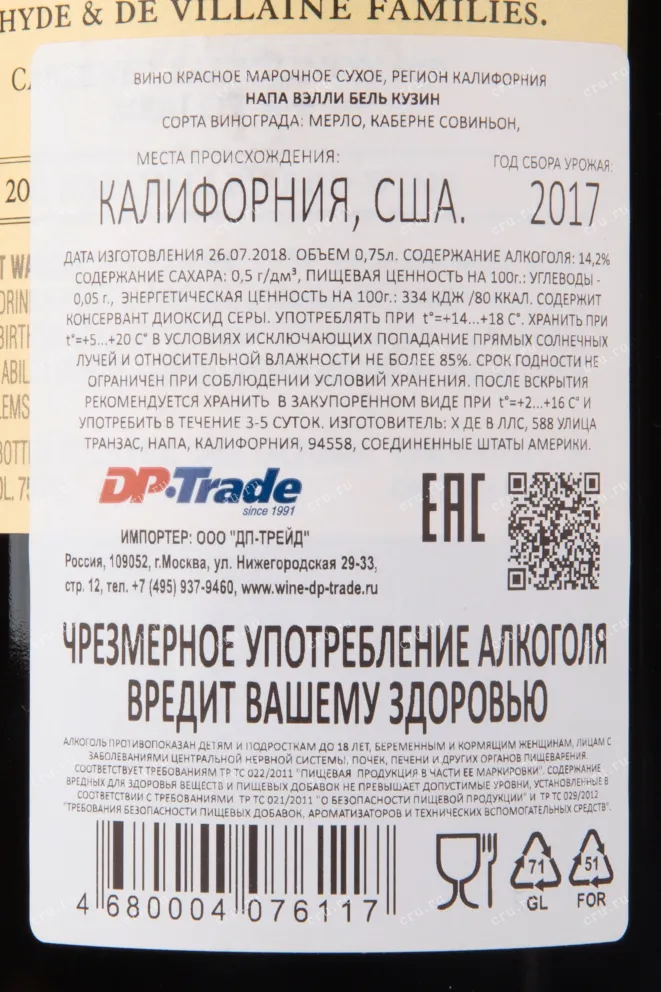 HYDE & DE VILLAINE FAMILIES.
ВИНО КРАСНОЕ МАРОЧНОЕ СУХОЕ, РЕГИОН КАЛИФОРНИЯ
НАПА ВЭЛЛИ БЕЛЬ КУЗИН
СОРТА ВИНОГРАДА: МЕРЛО, КАБЕРНЕ СОВИНЬОН,
МЕСТА ПРОИСХОЖДЕНИЯ:
ГОД СБОРА УРОЖАЯ:
КАЛИФОРНИЯ, США.
2017
20
ДАТА ИЗГОТОВЛЕНИЯ 26.07.2018. ОБЪЕМ 0,75л. СОДЕРЖАНИЕ АЛКОГОЛЯ: 14,2%
СОДЕРЖАНИЕ САХАРА: 0,5 г/дм³, ПИЩЕВАЯ ЦЕННОСТЬ НА 100г.: УГЛЕВОДЫ -
0,05 г., ЭНЕРГЕТИЧЕСКАЯ ЦЕННОСТЬ НА 100г.: 334 КДЖ /80 ККАЛ. СОДЕРЖИТ
КОНСЕРВАНТ ДИОКСИД СЕРЫ. УПОТРЕБЛЯТЬ ПРИ t°=+14...+18 С°. ХРАНИТЬ ПРИ
t°=+5...+20 С° В УСЛОВИЯХ ИСКЛЮЧАЮЩИХ ПОПАДАНИЕ ПРЯМЫХ СОЛНЕЧНЫХ
ЛУЧЕЙ И ОТНОСИТЕЛЬНОЙ ВЛАЖНОСТИ НЕ БОЛЕЕ 85%. СРОК ГОДНОСТИ НЕ
ОГРАНИЧЕН ПРИ СОБЛЮДЕНИИ УСЛОВИЙ ХРАНЕНИЯ. ПОСЛЕ ВСКРЫТИЯ
РЕКОМЕНДУЕТСЯ ХРАНИТЬ В ЗАКУПОРЕННОМ ВИДЕ ПРИ t°=+2...+16 С° И
УПОТРЕБИТЬ В ТЕЧЕНИЕ 3-5 СУТОК. ИЗГОТОВИТЕЛЬ: Х ДЕ В ЛЛС, 588 УЛИЦА
ТРАНЗАС, НАПА, КАЛИФОРНИЯ, 94558, СОЕДИНЕННЫЕ ШТАТЫ АМЕРИКИ.
DP·Trade
since 1991
EAC
ИМПОРТЕР: ООО "ДП-ТРЕЙД"
Россия, 109052, г.Москва, ул. Нижегородская 29-33,
стр. 12, тел. +7 (495) 937-9460, www.wine-dp-trade.ru
ЧРЕЗМЕРНОЕ УПОТРЕБЛЕНИЕ АЛКОГОЛЯ
ВРЕДИТ ВАШЕМУ ЗДОРОВЬЮ
АЛКОГОЛЬ ПРОТИВОПОКАЗАН ДЕТЯМ И ПОДРОСТКАМ ДО 18 ЛЕТ, БЕРЕМЕННЫМ И КОРМЯЩИМ ЖЕНЩИНАМ, ЛИЦАМ С
ЗАБОЛЕВАНИЯМИ ЦЕНТРАЛЬНОЙ НЕРВНОЙ СИСТЕМЫ, ПОЧЕК, ПЕЧЕНИ И ДРУГИХ ОРГАНОВ ПИЩЕВАРЕНИЯ.
СООТВЕТСТВУЕТ ТРЕБОВАНИЯМ ТР ТС 022/2011 "ПИЩЕВАЯ ПРОДУКЦИЯ В ЧАСТИ ЕЕ МАРКИРОВКИ". СОДЕРЖАНИЕ
ВРЕДНЫХ ДЛЯ ЗДОРОВЬЯ ВЕЩЕСТВ И ПИЩЕВЫХ ДОБАВОК НЕ ПРЕВЫШАЕТ ДОПУСТИМЫЕ УРОВНИ, УСТАНОВЛЕННЫЕ В
СООТВЕТСТВИИ С ТРЕБОВАНИЯМИ ТР ТС 021/2011 "О БЕЗОПАСНОСТИ ПИЩЕВОЙ ПРОДУКЦИИ" И ТР ТС 029/2012
"ТРЕБОВАНИЯ БЕЗОПАСНОСТИ ПИЩЕВЫХ ДОБАВОК, АРОМАТИЗАТОРОВ И ТЕХНИЧЕСКИХ ВСПОМОГАТЕЛЬНЫХ СРЕДСТВ".
4 680004 076117
71
GL
51
FOR